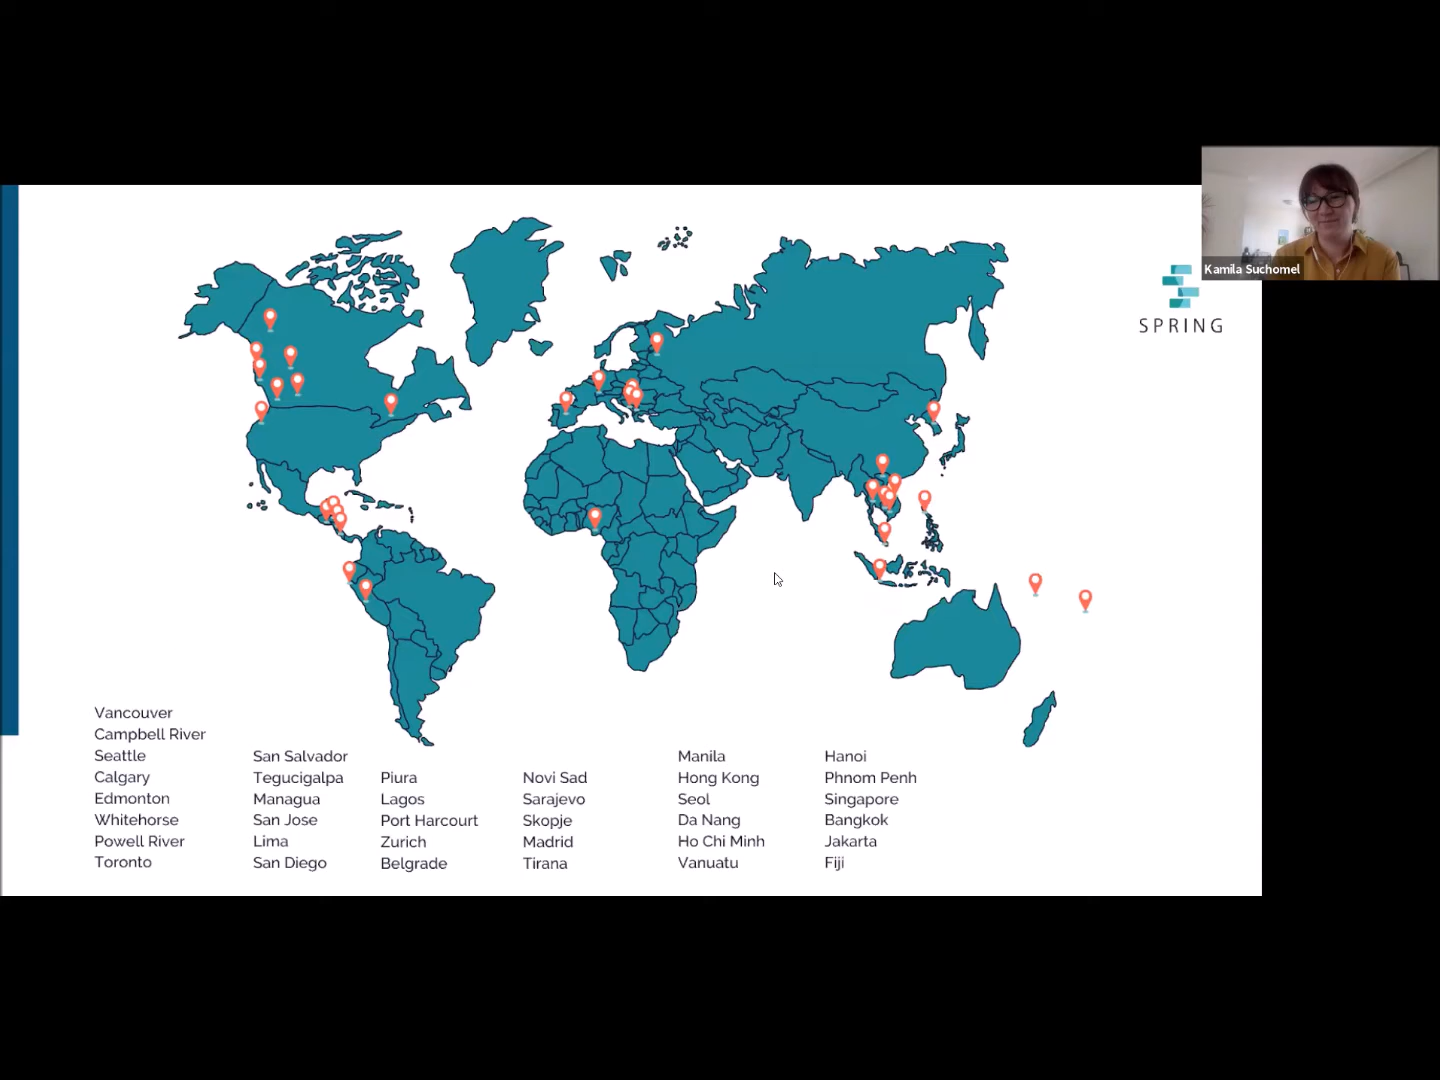 Kamila Suchomel
SPRING
Vancouver
Campbell River
Seattle
Calgary
Edmonton
Whitehorse
Powell River
Toronto
San Salvador
Tegucigalpa
Managua
San Jose
Lima
San Diego
Piura
Lagos
Port Harcourt
Zurich
Belgrade
Novi Sad
Sarajevo
Skopje
Madrid
Tirana
Manila
Hong Kong
Seol
Da Nang
Ho Chi Minh
Vanuatu
Hanoi
Phnom Penh
Singapore
Bangkok
Jakarta
Fiji